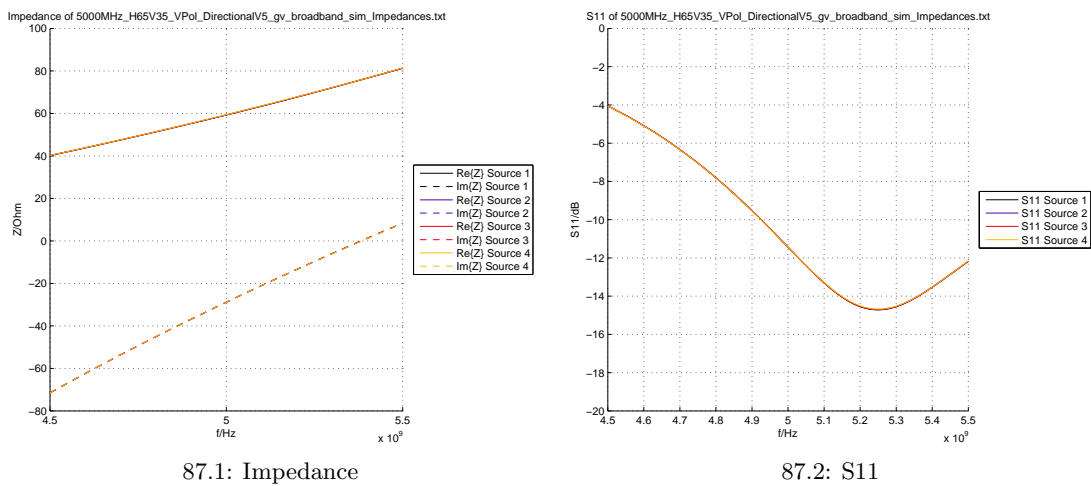 Impedance of 5000MHz_H65V35_VPol_DirectionalV5_gv_broadband_sim_Impedances.txt
100
80
60
40
20
0
−20
−40
−60
−80
Z/Ohm
4.5
5
5.5
f/Hz
x 10^9
Re{Z} Source 1
Im{Z} Source 1
Re{Z} Source 2
Im{Z} Source 2
Re{Z} Source 3
Im{Z} Source 3
Re{Z} Source 4
Im{Z} Source 4
87.1: Impedance
S11 of 5000MHz_H65V35_VPol_DirectionalV5_gv_broadband_sim_Impedances.txt
0
−2
−4
−6
−8
−10
−12
−14
−16
−18
−20
S11/dB
4.5 4.6 4.7 4.8 4.9 5 5.1 5.2 5.3 5.4 5.5
f/Hz
x 10^9
S11 Source 1
S11 Source 2
S11 Source 3
S11 Source 4
87.2: S11